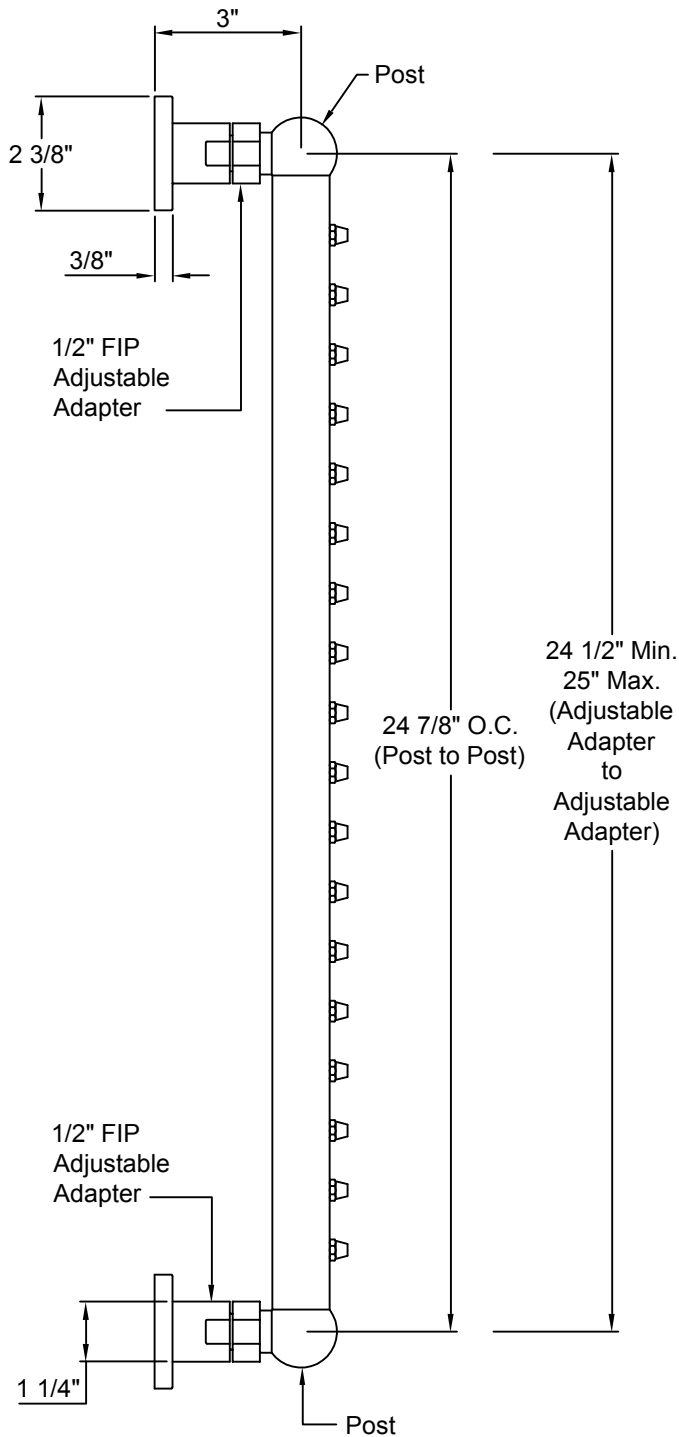 3"
Post
2 3/8"
3/8"
1/2" FIP
Adjustable
Adapter
24 7/8" O.C.
(Post to Post)
24 1/2" Min.
25" Max.
(Adjustable
Adapter
to
Adjustable
Adapter)
1/2" FIP
Adjustable
Adapter
1 1/4"
Post